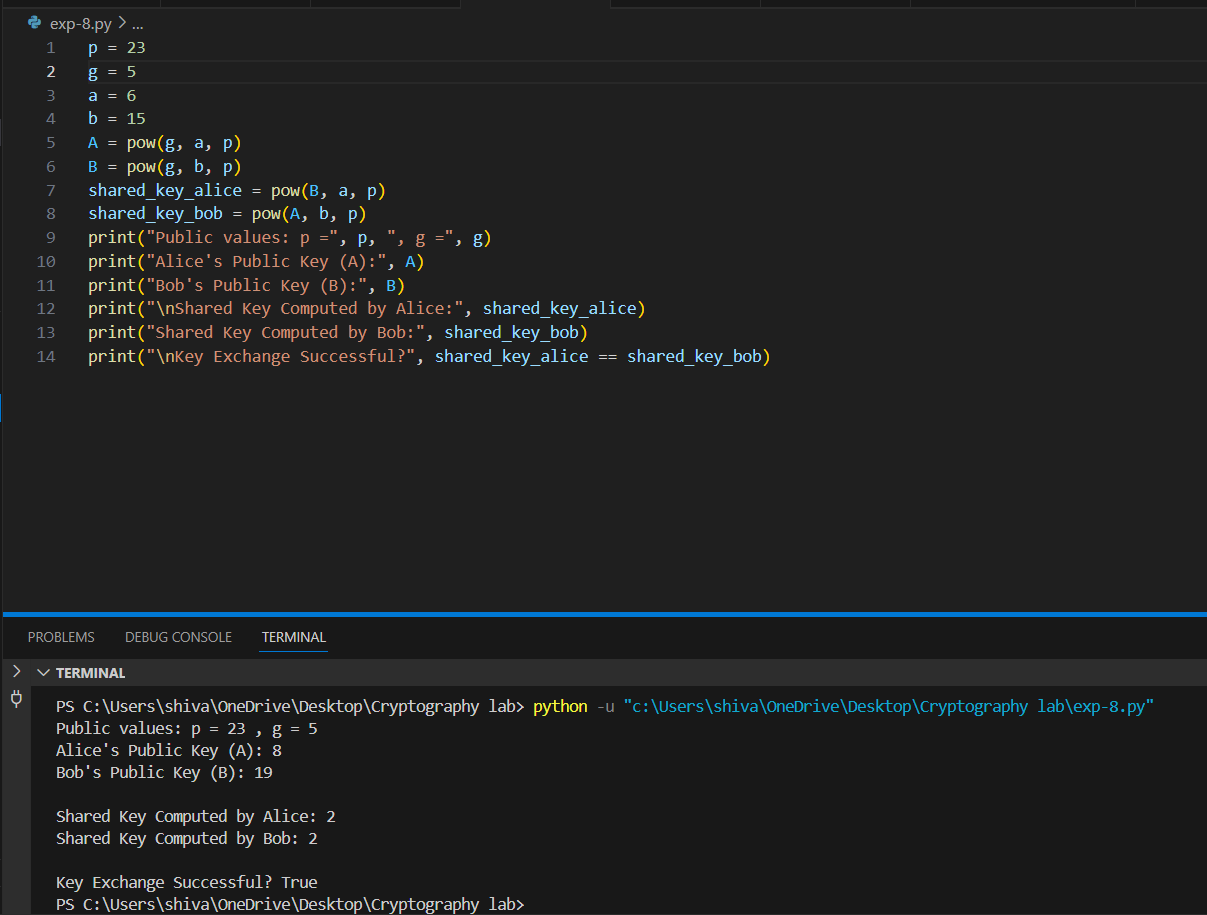 exp-8.py > ...
1 p = 23
2 g = 5
3 a = 6
4 b = 15
5 A = pow(g, a, p)
6 B = pow(g, b, p)
7 shared_key_alice = pow(B, a, p)
8 shared_key_bob = pow(A, b, p)
9 print("Public values: p =", p, ", g =", g)
10 print("Alice's Public Key (A):", A)
11 print("Bob's Public Key (B):", B)
12 print("\nShared Key Computed by Alice:", shared_key_alice)
13 print("Shared Key Computed by Bob:", shared_key_bob)
14 print("\nKey Exchange Successful?", shared_key_alice == shared_key_bob)
PROBLEMS DEBUG CONSOLE TERMINAL
TERMINAL
PS C:\Users\shiva\OneDrive\Desktop\Cryptography lab> python -u "c:\Users\shiva\OneDrive\Desktop\Cryptography lab\exp-8.py"
Public values: p = 23 , g = 5
Alice's Public Key (A): 8
Bob's Public Key (B): 19
Shared Key Computed by Alice: 2
Shared Key Computed by Bob: 2
Key Exchange Successful? True
PS C:\Users\shiva\OneDrive\Desktop\Cryptography lab>